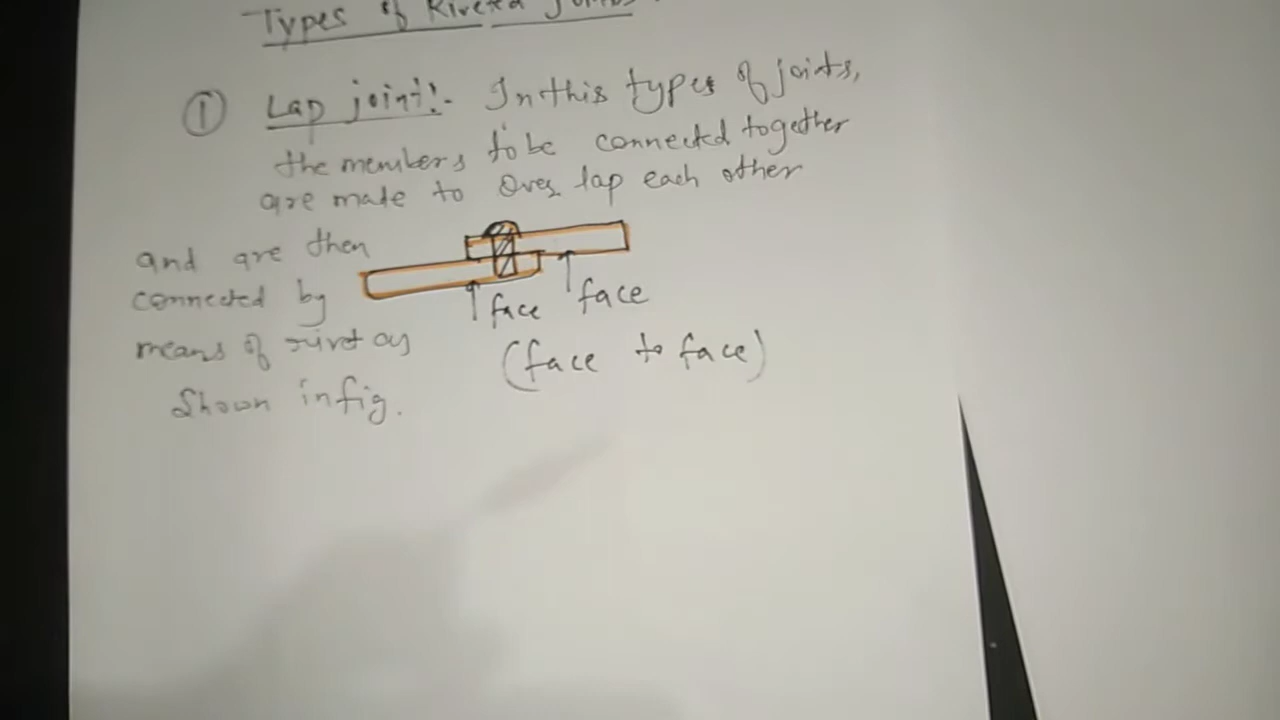 Types of Riveted joints.
① Lap joint:- In this types of joints,
the members to be connected together
are made to over lap each other
and are then
connected by
means of rivet as
Shown in fig.
face face
(face to face)